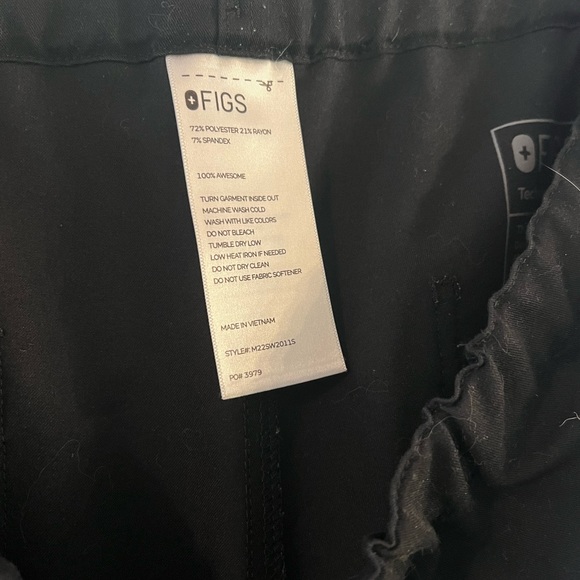 FIGS
72% POLYESTER 21% RAYON
7% SPANDEX
100% AWESOME
TURN GARMENT INSIDE OUT
MACHINE WASH COLD
WASH WITH LIKE COLORS
DO NOT BLEACH
TUMBLE DRY LOW
LOW HEAT IRON IF NEEDED
DO NOT DRY CLEAN
DO NOT USE FABRIC SOFTENER
MADE IN VIETNAM
STYLE#: M22SW2011S
PO# 3979